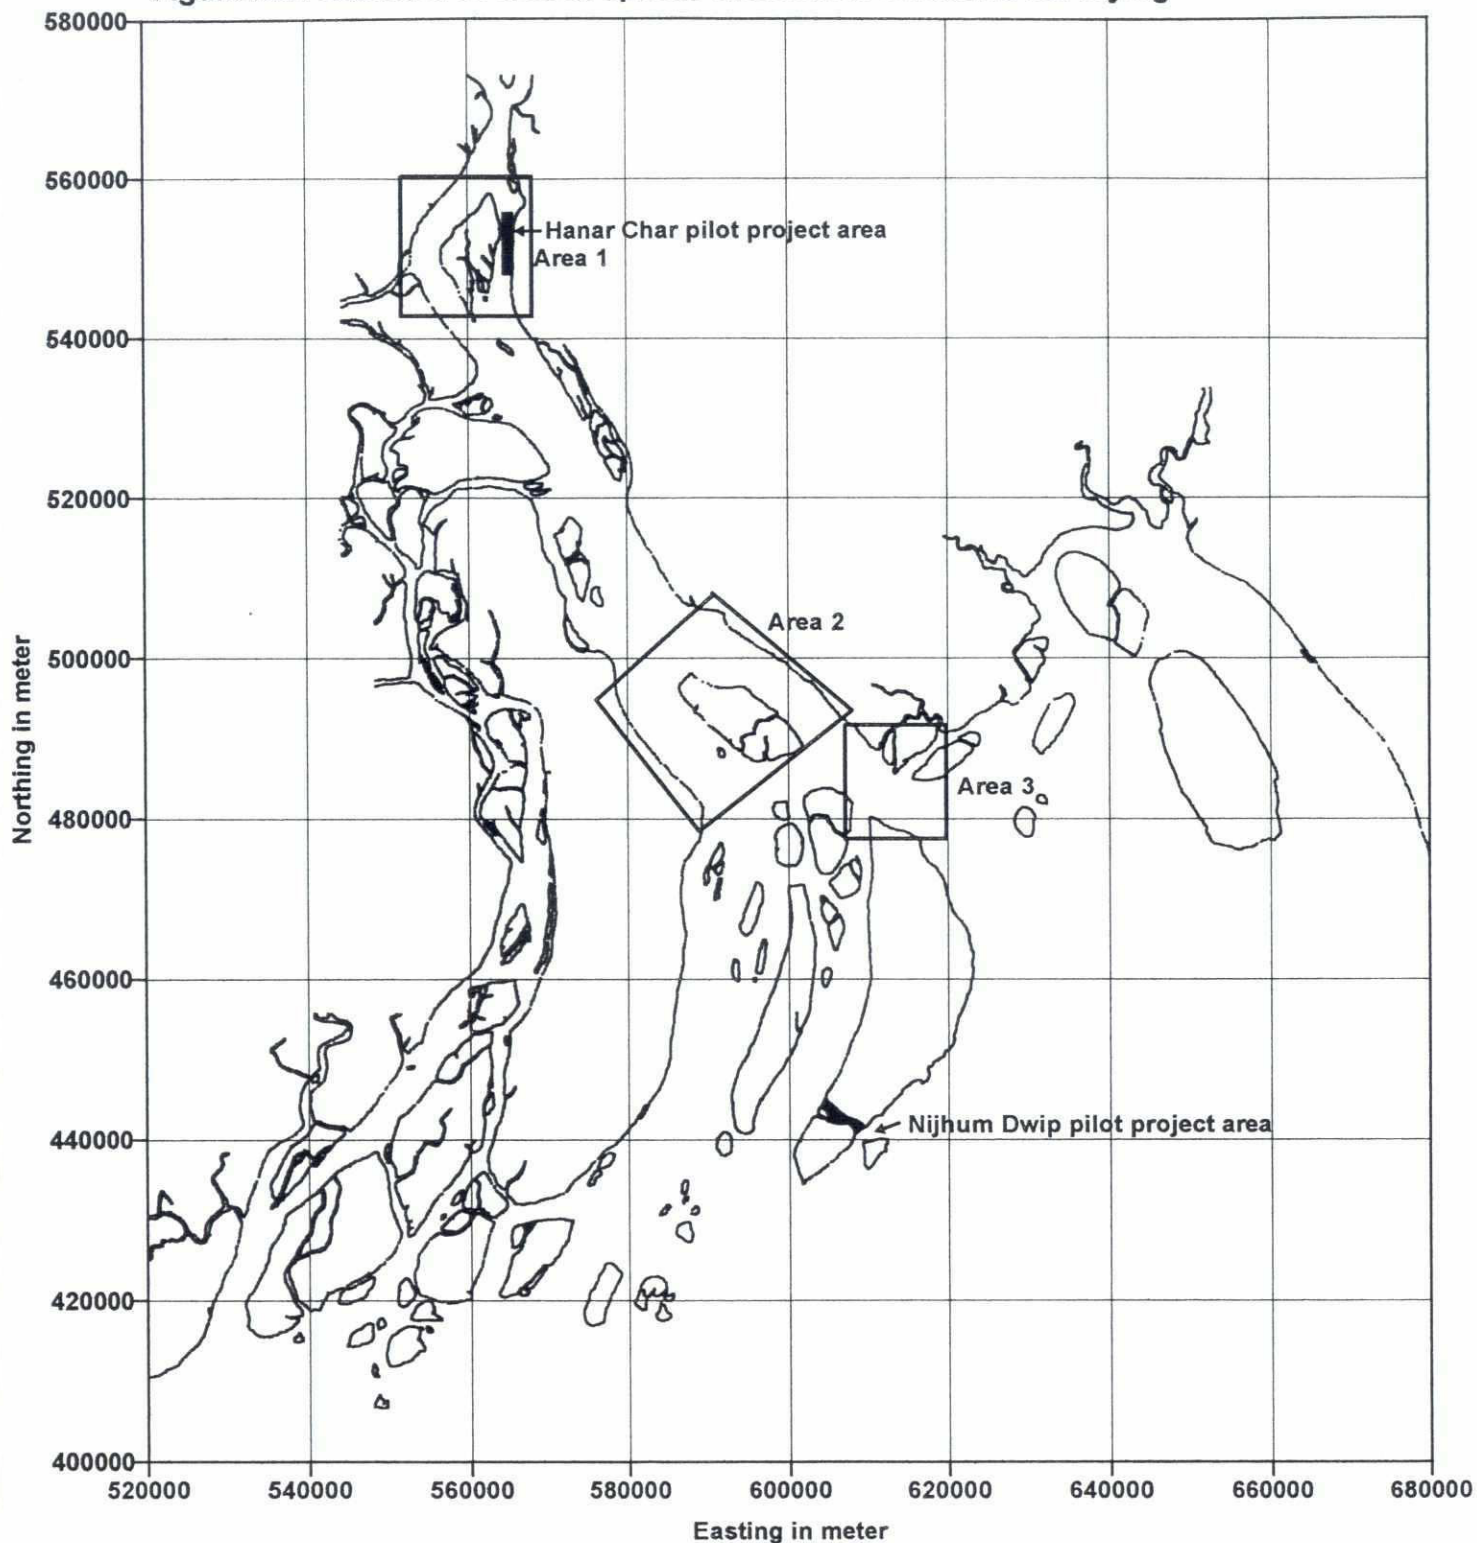 580000
560000
Hanar Char pilot project area
Area 1
540000
520000
Area 2
500000
Northing in meter
Area 3
480000
460000
Nijhum Dwip pilot project area
440000
420000
400000
520000 540000 560000 580000 600000 620000 640000 660000 680000
Easting in meter